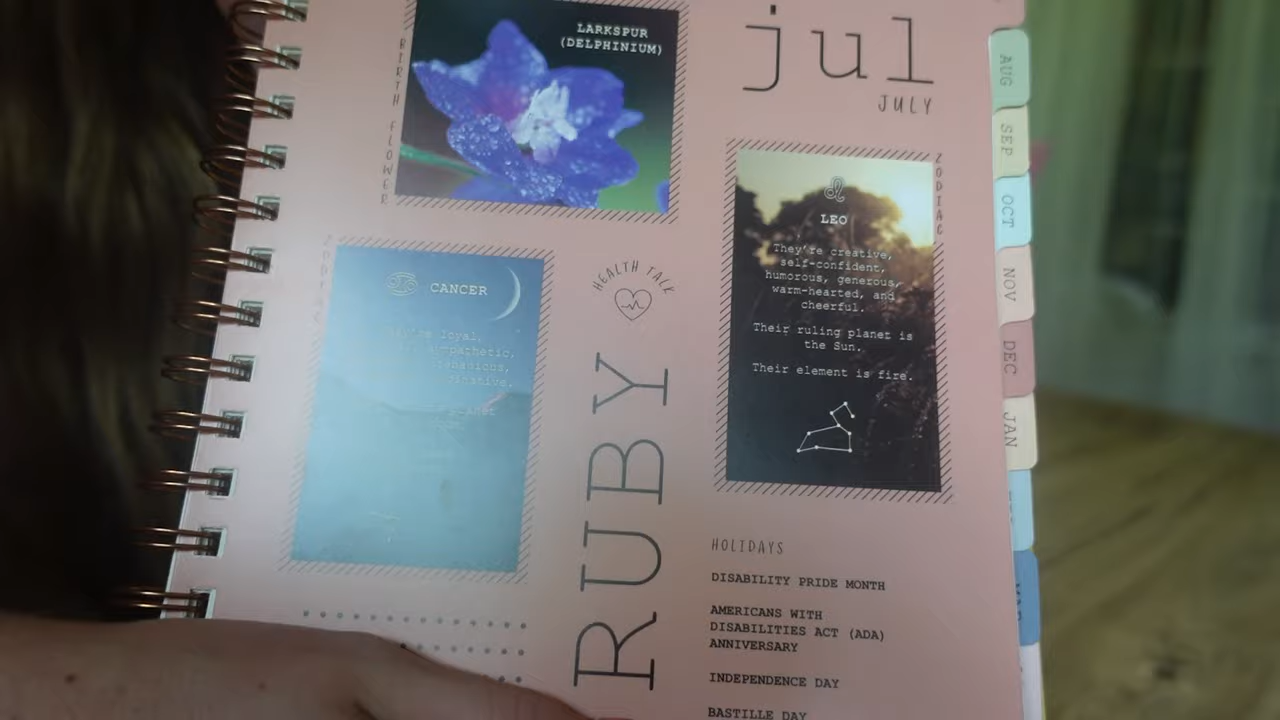 LARKSPUR
(DELPHINIUM)
BIRTH FLOWER
jul
JULY
ZODIAC
LEO
They're creative,
self-confident,
humorous, generous,
warm-hearted, and
cheerful.
Their ruling planet is
the Sun.
Their element is fire.
CANCER
loyal,
HEALTH TALK
RUBY
HOLIDAYS
DISABILITY PRIDE MONTH
AMERICANS WITH
DISABILITIES ACT (ADA)
ANNIVERSARY
INDEPENDENCE DAY
BASTILLE DAY
AUG
SEP
OCT
NOV
DEC
JAN